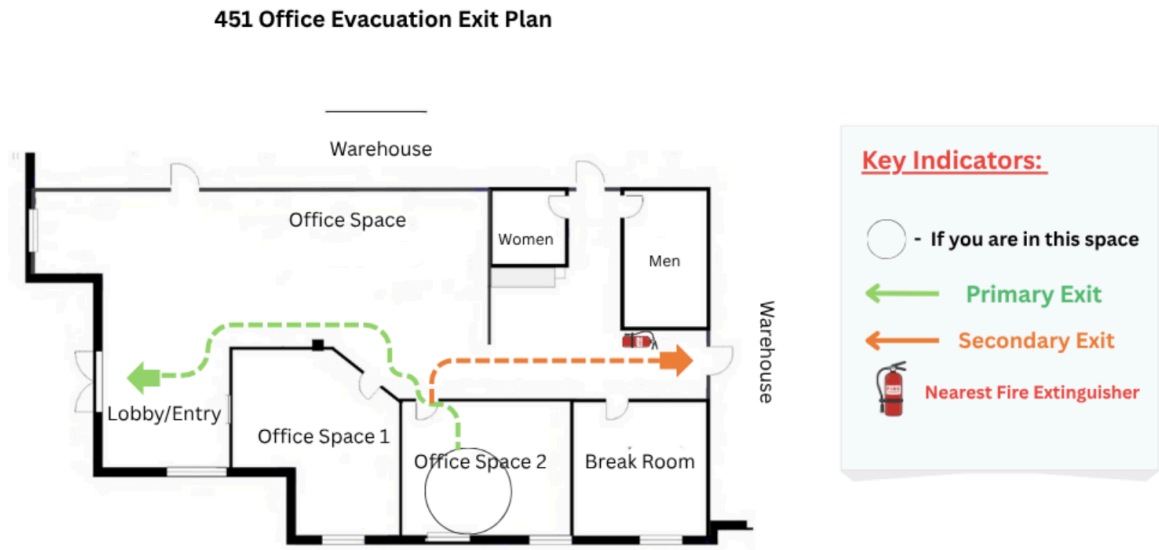 451 Office Evacuation Exit Plan
Warehouse
Office Space
Women
Men
Warehouse
Lobby/Entry
Office Space 1
Office Space 2
Break Room
Key Indicators:
- If you are in this space
Primary Exit
Secondary Exit
Nearest Fire Extinguisher